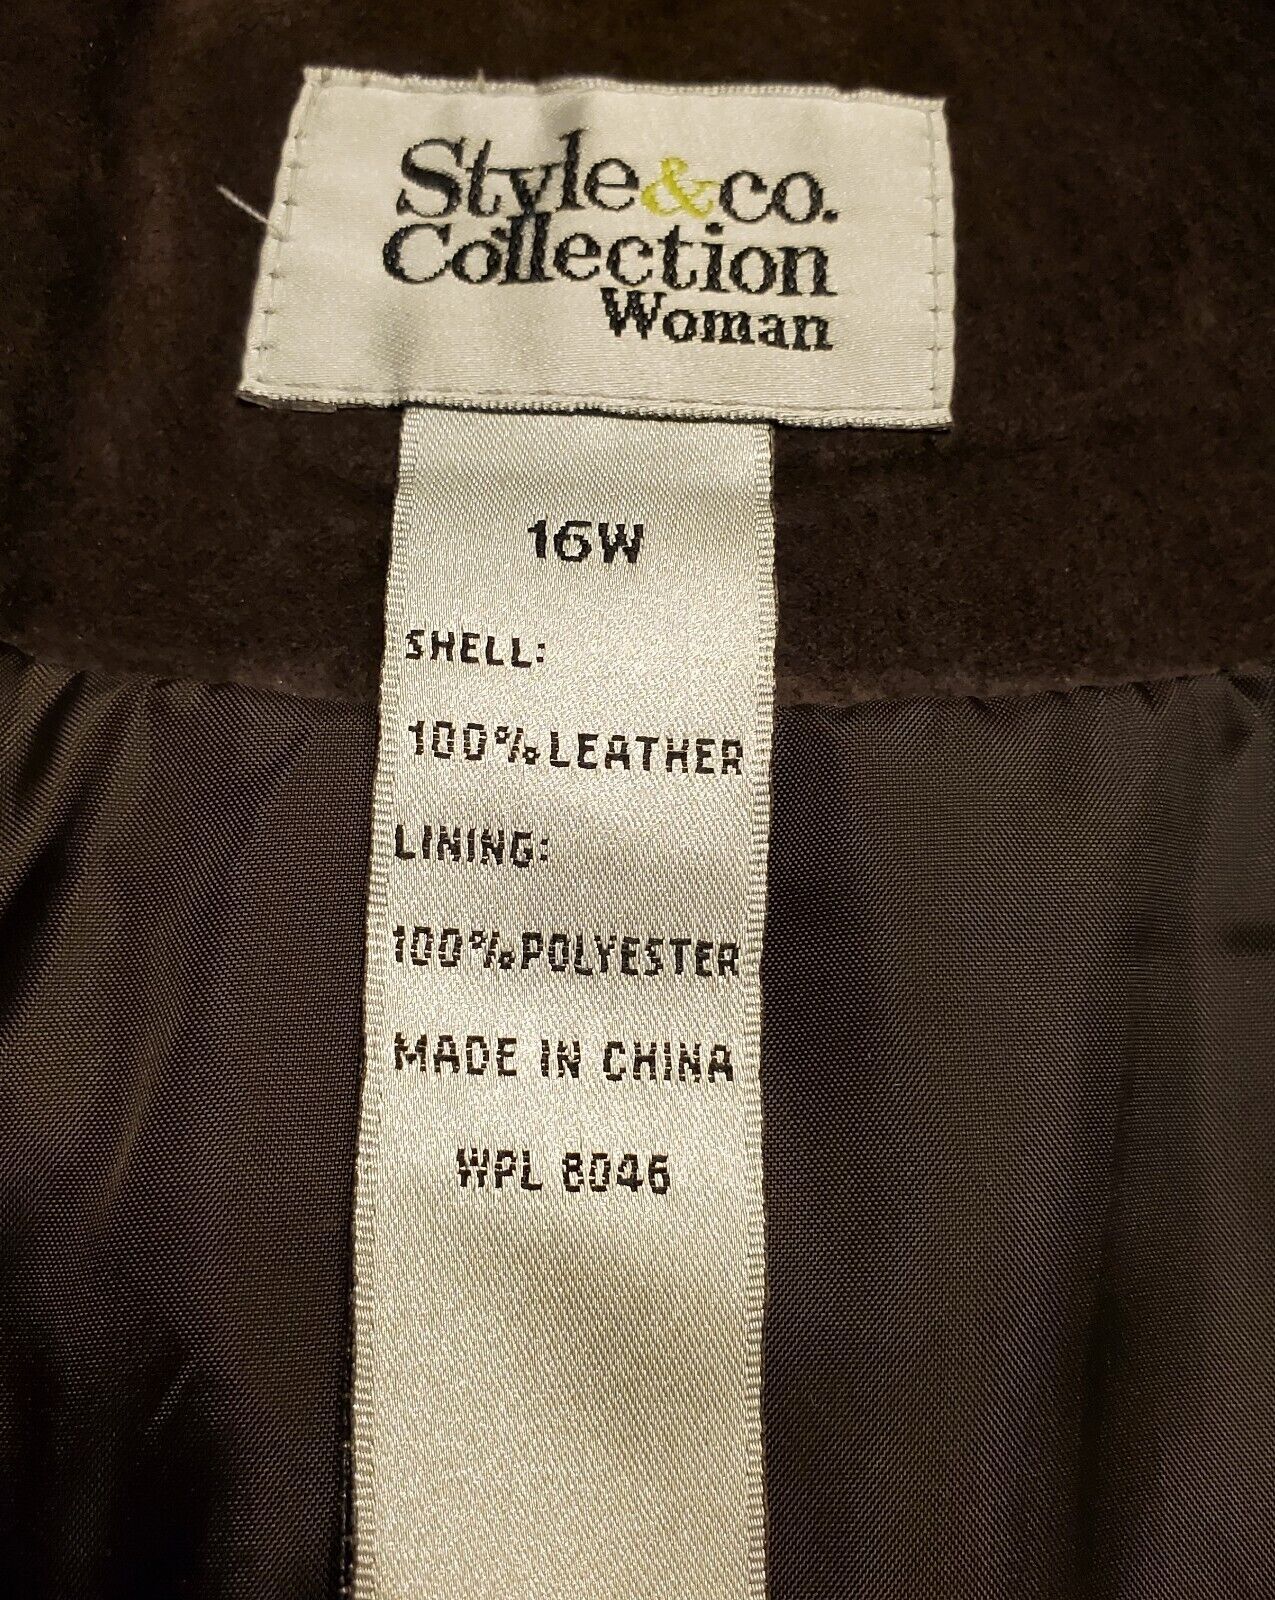 Style&co.
Collection
Woman
16W
SHELL:
100%LEATHER
LINING:
100%POLYESTER
MADE IN CHINA
WPL 8046